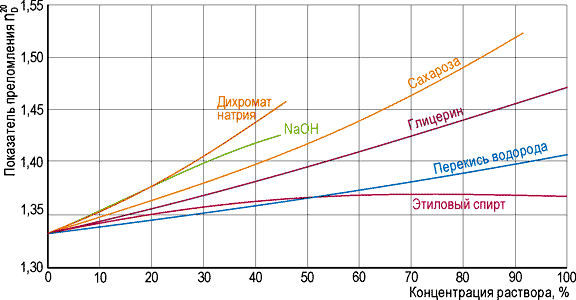 Показатель преломления n_D^20
1,55
1,50
1,45
1,40
1,35
1,30
Дихромат
натрия
NaOH
Сахароза
Глицерин
Перекись водорода
Этиловый спирт
0 10 20 30 40 50 60 70 80 90 100
Концентрация раствора, %